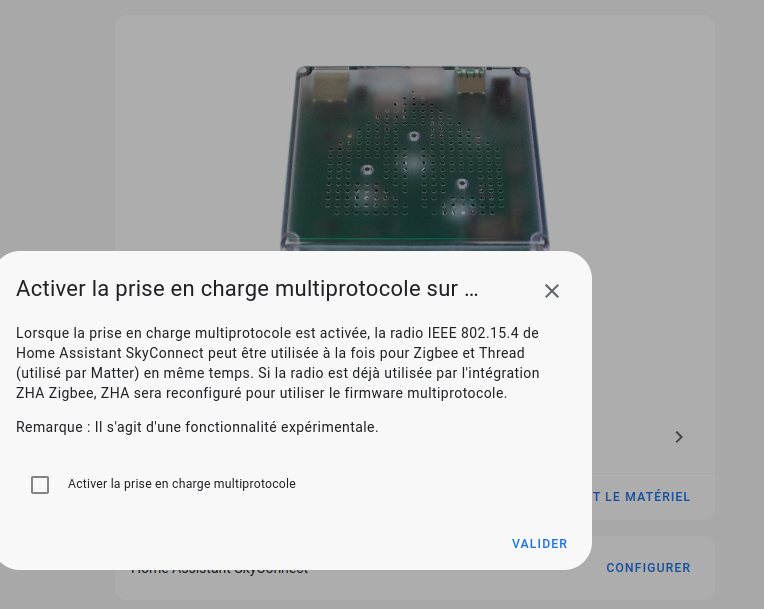 Activer la prise en charge multiprotocole sur ...
Lorsque la prise en charge multiprotocole est activée, la radio IEEE 802.15.4 de
Home Assistant SkyConnect peut être utilisée à la fois pour Zigbee et Thread
(utilisé par Matter) en même temps. Si la radio est déjà utilisée par l'intégration
ZHA Zigbee, ZHA sera reconfiguré pour utiliser le firmware multiprotocole.
Remarque : Il s'agit d'une fonctionnalité expérimentale.
Activer la prise en charge multiprotocole
T LE MATÉRIEL
VALIDER
Home Assistant SkyConnect
CONFIGURER